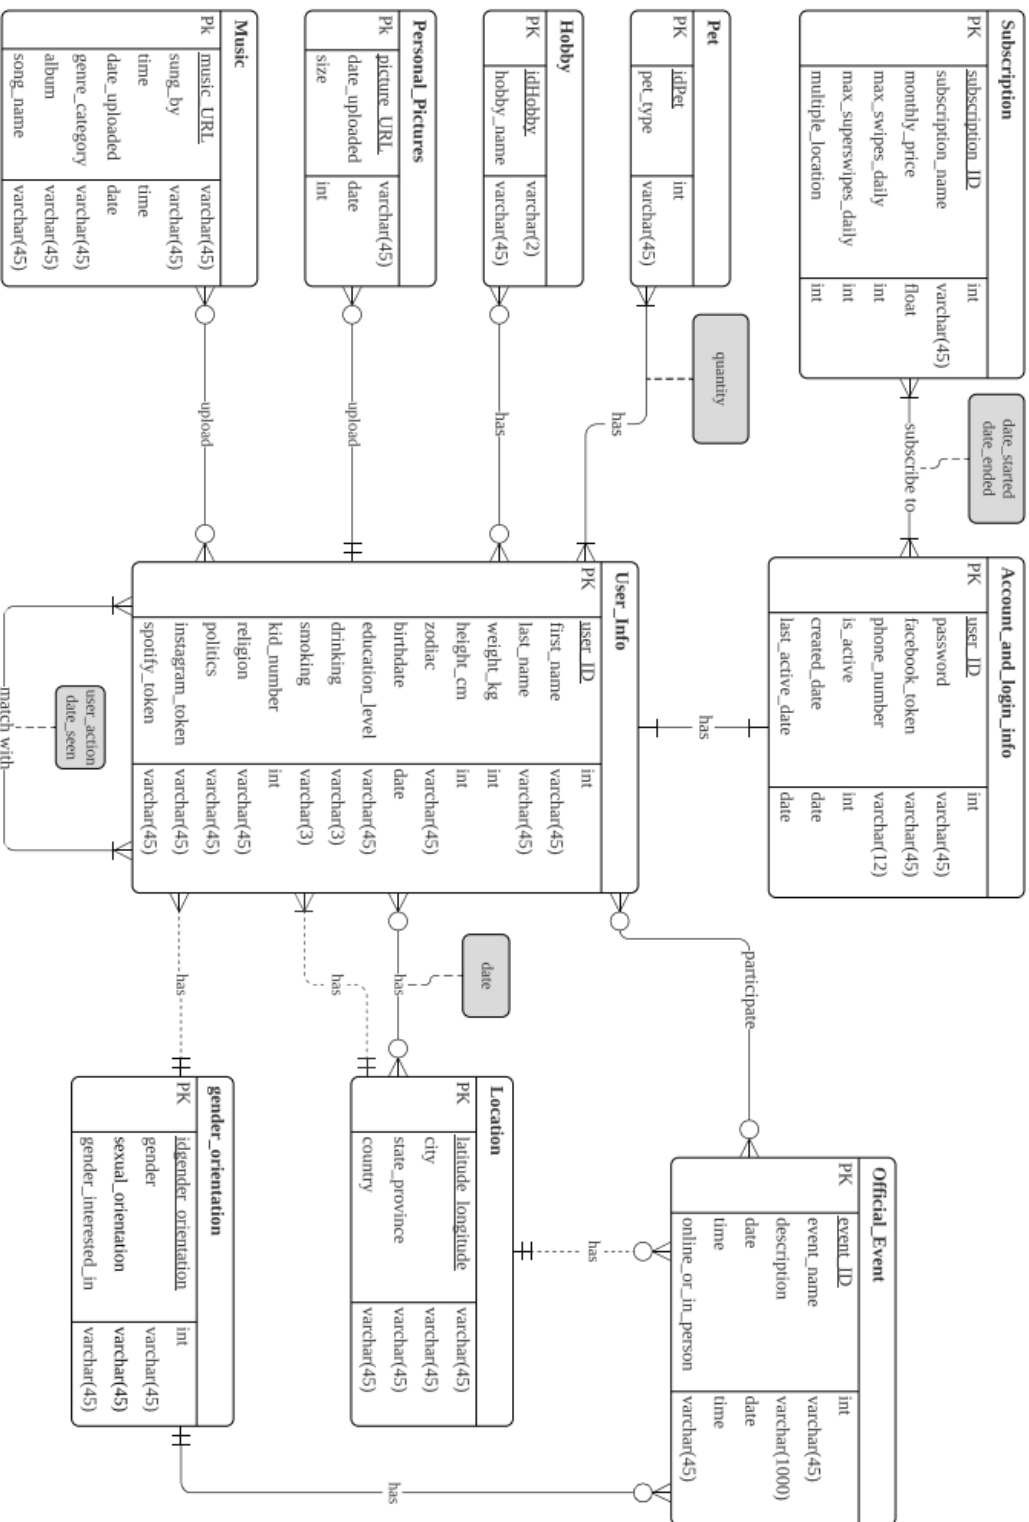 Subscription
PK
subscription_ID int
subscription_name varchar(45)
monthly_price float
max_swipes_daily int
max_superswipes_daily int
multiple_location int
date_started
date_ended
subscribe to
Account_and_login_info
PK
user_ID int
password varchar(45)
facebook_token varchar(45)
phone_number varchar(12)
is_active int
created_date date
last_active_date date
Pet
PK
idPet int
pet_type varchar(45)
quantity
has
Hobby
PK
idHobby varchar(2)
hobby_name varchar(45)
has
Personal_Pictures
Pk
picture_URL varchar(45)
date_uploaded date
size int
upload
Music
Pk
music_URL varchar(45)
sung_by varchar(45)
time time
date_uploaded date
genre_category varchar(45)
album varchar(45)
song_name varchar(45)
upload
has
User_Info
PK
user_ID int
first_name varchar(45)
last_name varchar(45)
weight_kg int
height_cm int
zodiac varchar(45)
birthdate date
education_level varchar(45)
drinking varchar(3)
smoking varchar(3)
kid_number int
religion varchar(45)
politics varchar(45)
instagram_token varchar(45)
spotify_token varchar(45)
user_action
date_seen
match with
participate
Official_Event
PK
event_ID int
event_name varchar(45)
description varchar(1000)
date date
time time
online_or_in_person varchar(45)
date
has
has
has
Location
PK
latitude_longitude varchar(45)
city varchar(45)
state_province varchar(45)
country varchar(45)
has
gender_orientation
PK
idgender_orientation int
gender varchar(45)
sexual_orientation varchar(45)
gender_interested_in varchar(45)
has